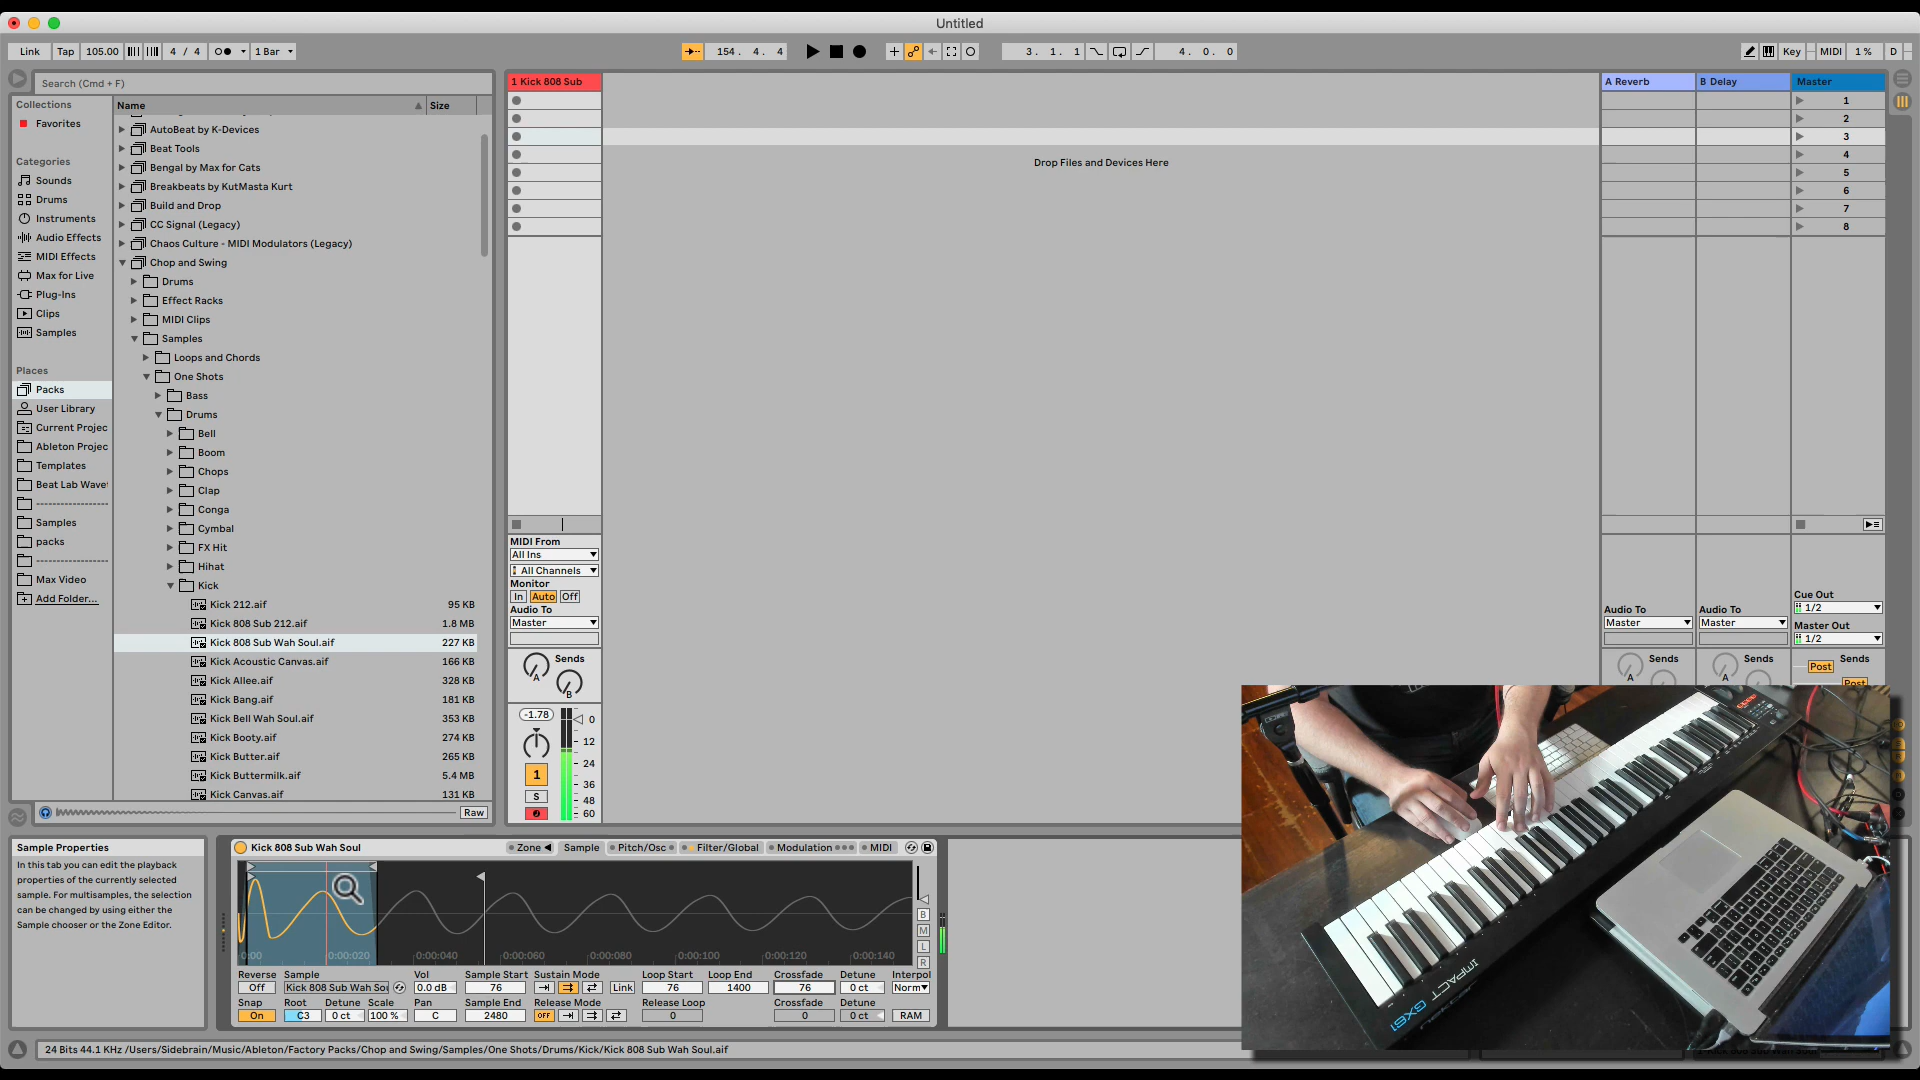 Untitled
Link Tap 105.00 4 / 4 1 Bar 154. 4. 4 3. 1. 1 4. 0. 0 Key MIDI 1 % D
Search (Cmd + F)
Collections
Favorites
Categories
Sounds
Drums
Instruments
Audio Effects
MIDI Effects
Max for Live
Plug-Ins
Clips
Samples
Places
Packs
User Library
Current Projec
Ableton Projec
Templates
Beat Lab Wave
-------------------
Samples
packs
-------------------
Max Video
Add Folder...
Name Size
AutoBeat by K-Devices
Beat Tools
Bengal by Max for Cats
Breakbeats by KutMasta Kurt
Build and Drop
CC Signal (Legacy)
Chaos Culture - MIDI Modulators (Legacy)
Chop and Swing
Drums
Effect Racks
MIDI Clips
Samples
Loops and Chords
One Shots
Bass
Drums
Bell
Boom
Chops
Clap
Conga
Cymbal
FX Hit
Hihat
Kick
Kick 212.aif 95 KB
Kick 808 Sub 212.aif 1.8 MB
Kick 808 Sub Wah Soul.aif 227 KB
Kick Acoustic Canvas.aif 166 KB
Kick Allee.aif 328 KB
Kick Bang.aif 181 KB
Kick Bell Wah Soul.aif 353 KB
Kick Booty.aif 274 KB
Kick Butter.aif 265 KB
Kick Buttermilk.aif 5.4 MB
Kick Canvas.aif 131 KB
Raw
1 Kick 808 Sub
Drop Files and Devices Here
MIDI From
All Ins
All Channels
Monitor
In Auto Off
Audio To
Master
Sends
A
B
-1.78
0
12
24
36
48
60
1
S
A Reverb B Delay Master
1
2
3
4
5
6
7
8
Audio To
Master
Sends
A
Audio To
Master
Sends
A
Cue Out
1/2
Master Out
1/2
Sends
Post
Post
IMPACT GX61
Sample Properties
In this tab you can edit the playback
properties of the currently selected
sample. For multisamples, the selection
can be changed by using either the
Sample chooser or the Zone Editor.
Kick 808 Sub Wah Soul Zone Sample Pitch/Osc Filter/Global Modulation MIDI
0:00 0:00:020 0:00:040 0:00:060 0:00:080 0:00:100 0:00:120 0:00:140
B
M
L
R
Reverse Sample Vol Sample Start Sustain Mode Loop Start Loop End Crossfade Detune Interpol
Off Kick 808 Sub Wah Sou 0.0 dB 76 Link 76 1400 76 0 ct Norm
Snap Root Detune Scale Pan Sample End Release Mode Release Loop Crossfade Detune
On C3 0 ct 100 % C 2480 OFF 0 0 0 ct RAM
24 Bits 44.1 KHz /Users/Sidebrain/Music/Ableton/Factory Packs/Chop and Swing/Samples/One Shots/Drums/Kick/Kick 808 Sub Wah Soul.aif